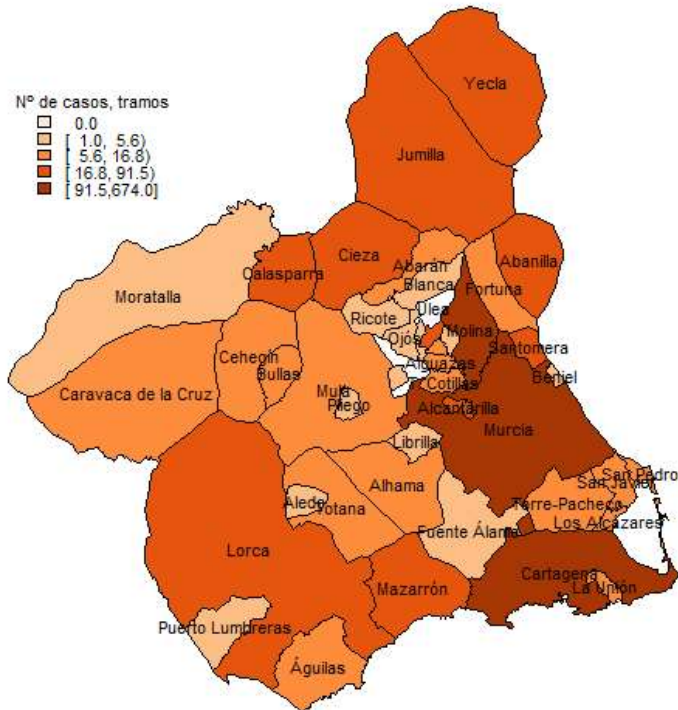 Nº de casos, tramos
0.0
[ 1.0, 5.6)
[ 5.6, 16.8)
[ 16.8, 91.5)
[ 91.5,674.0]
Yecla
Jumilla
Cieza
Calasparra
Abarán
Abanilla
Blanca
Fortuna
Moratalla
Ulea
Ricote
Molina
Ojós
Santomera
Cehegín
Alguazas
Bullas
Beniel
Caravaca de la Cruz
Mula
Cotillas
Pliego
Alcantarilla
Murcia
Librilla
San Pedro
Alhama
San Javier
Aledo
Totana
Torre-Pacheco
Fuente Álamo
Los Alcázares
Lorca
Cartagena
Mazarrón
La Unión
Puerto Lumbreras
Águilas